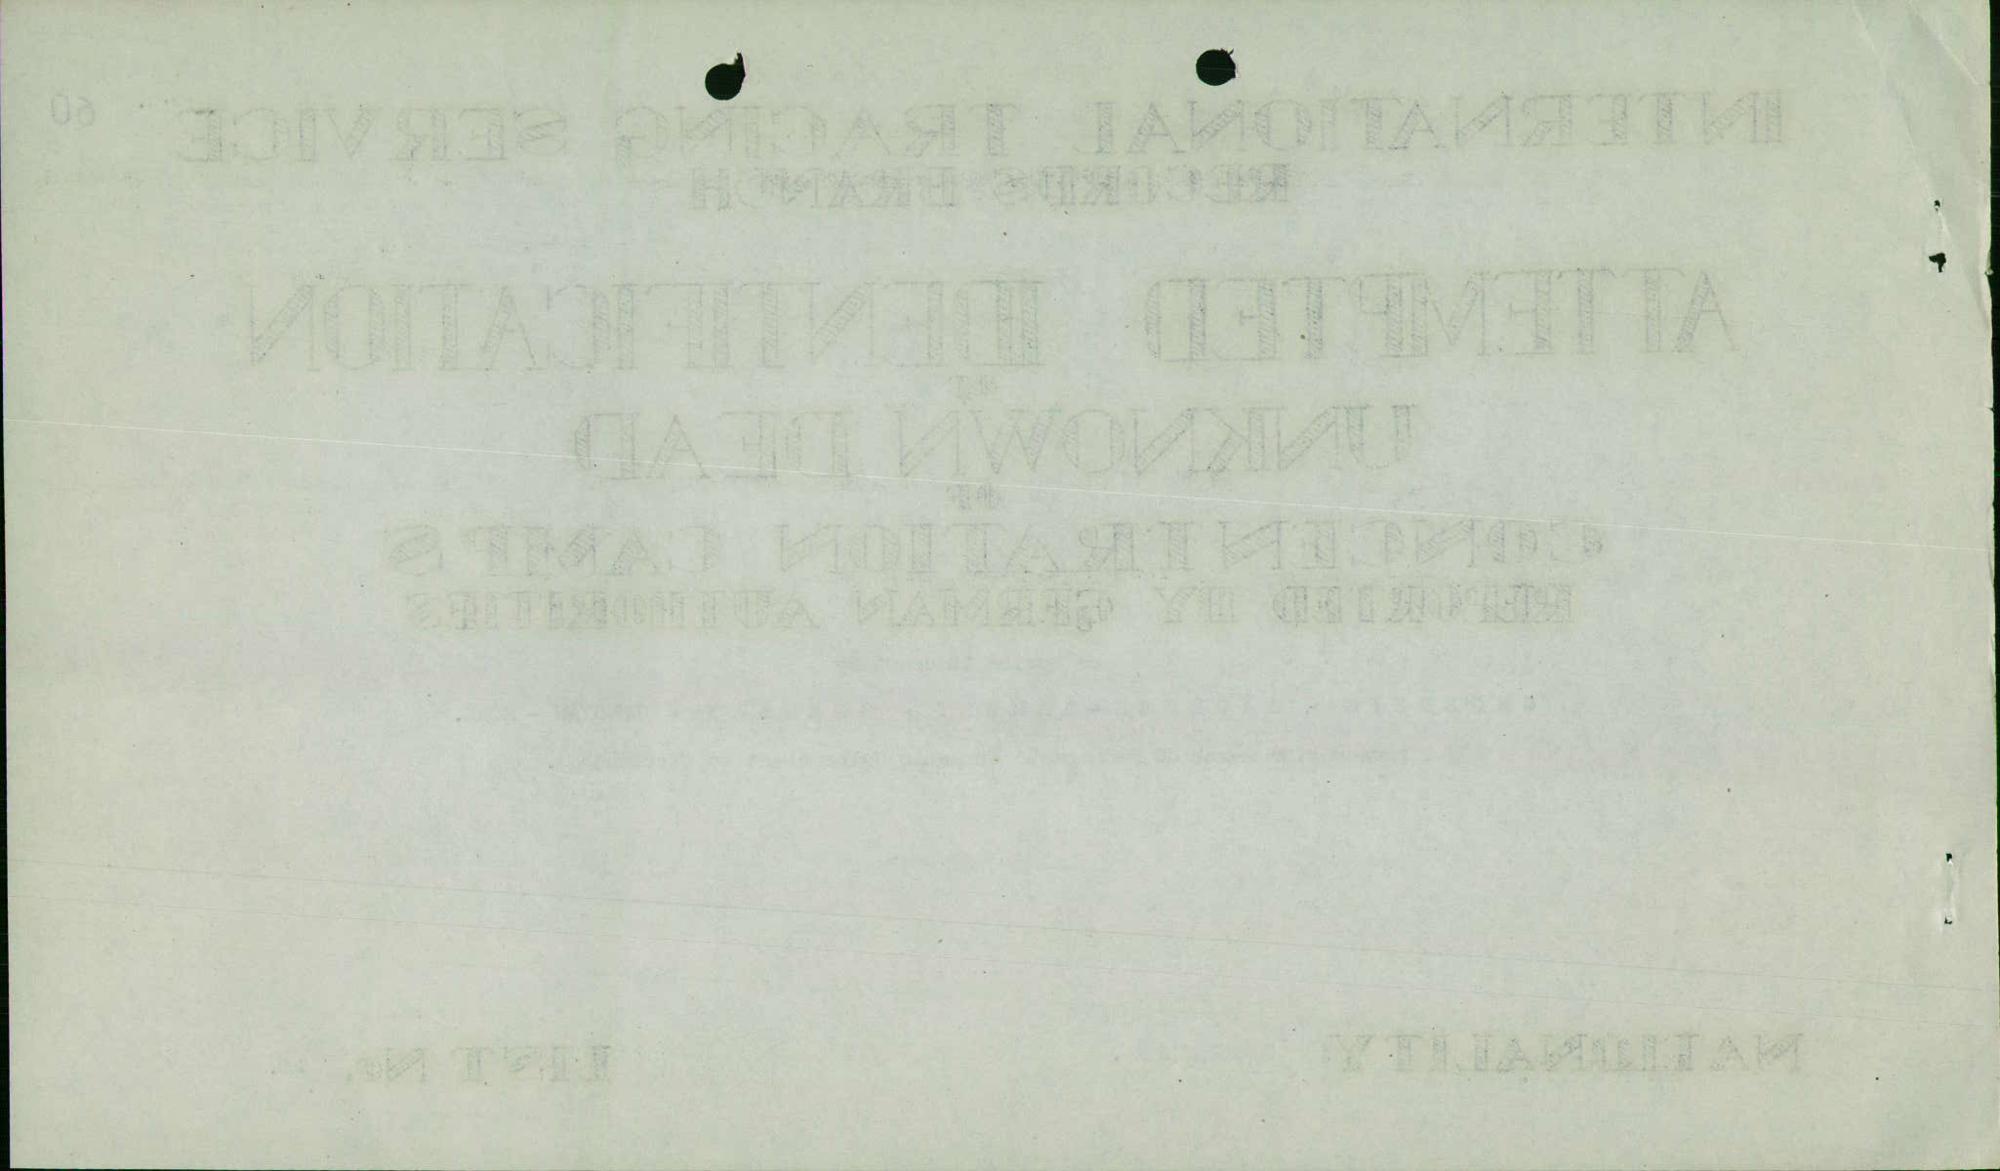 60
INTERNATIONAL TRACING SERVICE
RECORDS BRANCH
ATTEMPTED IDENTIFICATION
OF
UNKNOWN DEAD
OF
CONCENTRATION CAMPS
REPORTED BY GERMAN AUTHORITIES
NATIONALITY LIST No.